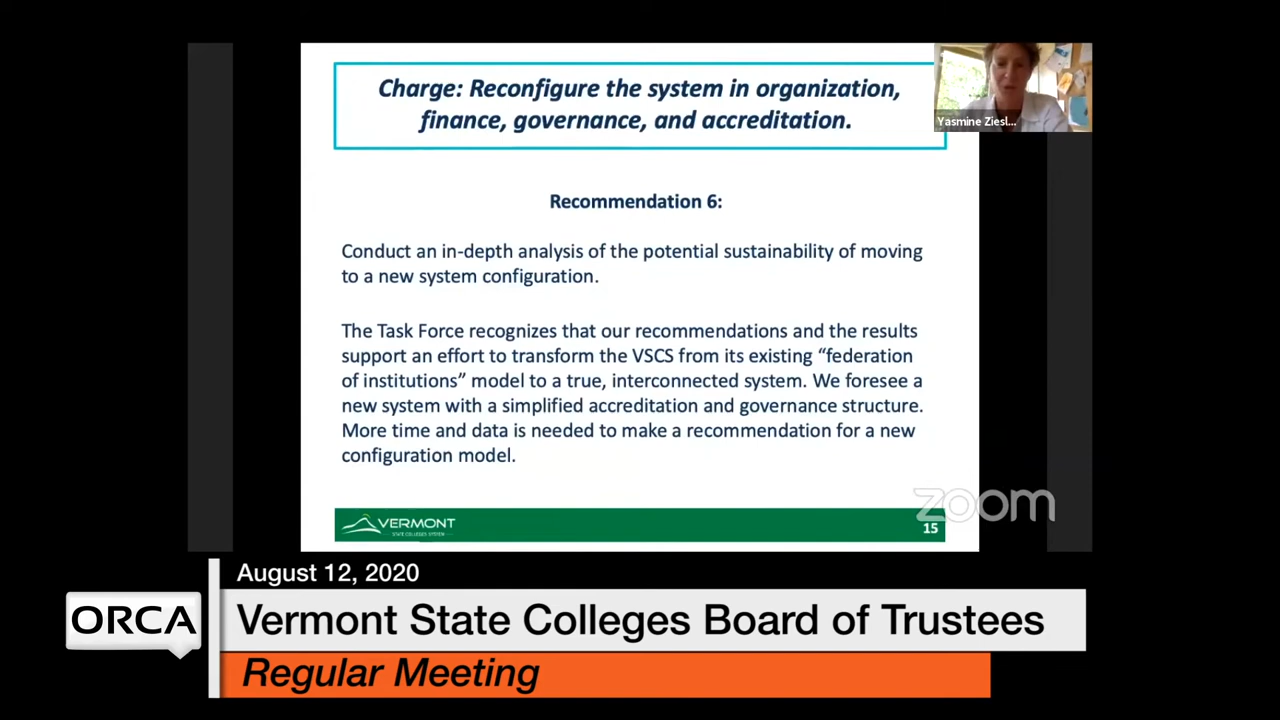 Charge: Reconfigure the system in organization,
finance, governance, and accreditation.
Yasmine Ziesl...
Recommendation 6:
Conduct an in-depth analysis of the potential sustainability of moving
to a new system configuration.
The Task Force recognizes that our recommendations and the results
support an effort to transform the VSCS from its existing “federation
of institutions” model to a true, interconnected system. We foresee a
new system with a simplified accreditation and governance structure.
More time and data is needed to make a recommendation for a new
configuration model.
zoom
VERMONT
STATE COLLEGES SYSTEM
15
August 12, 2020
ORCA
Vermont State Colleges Board of Trustees
Regular Meeting